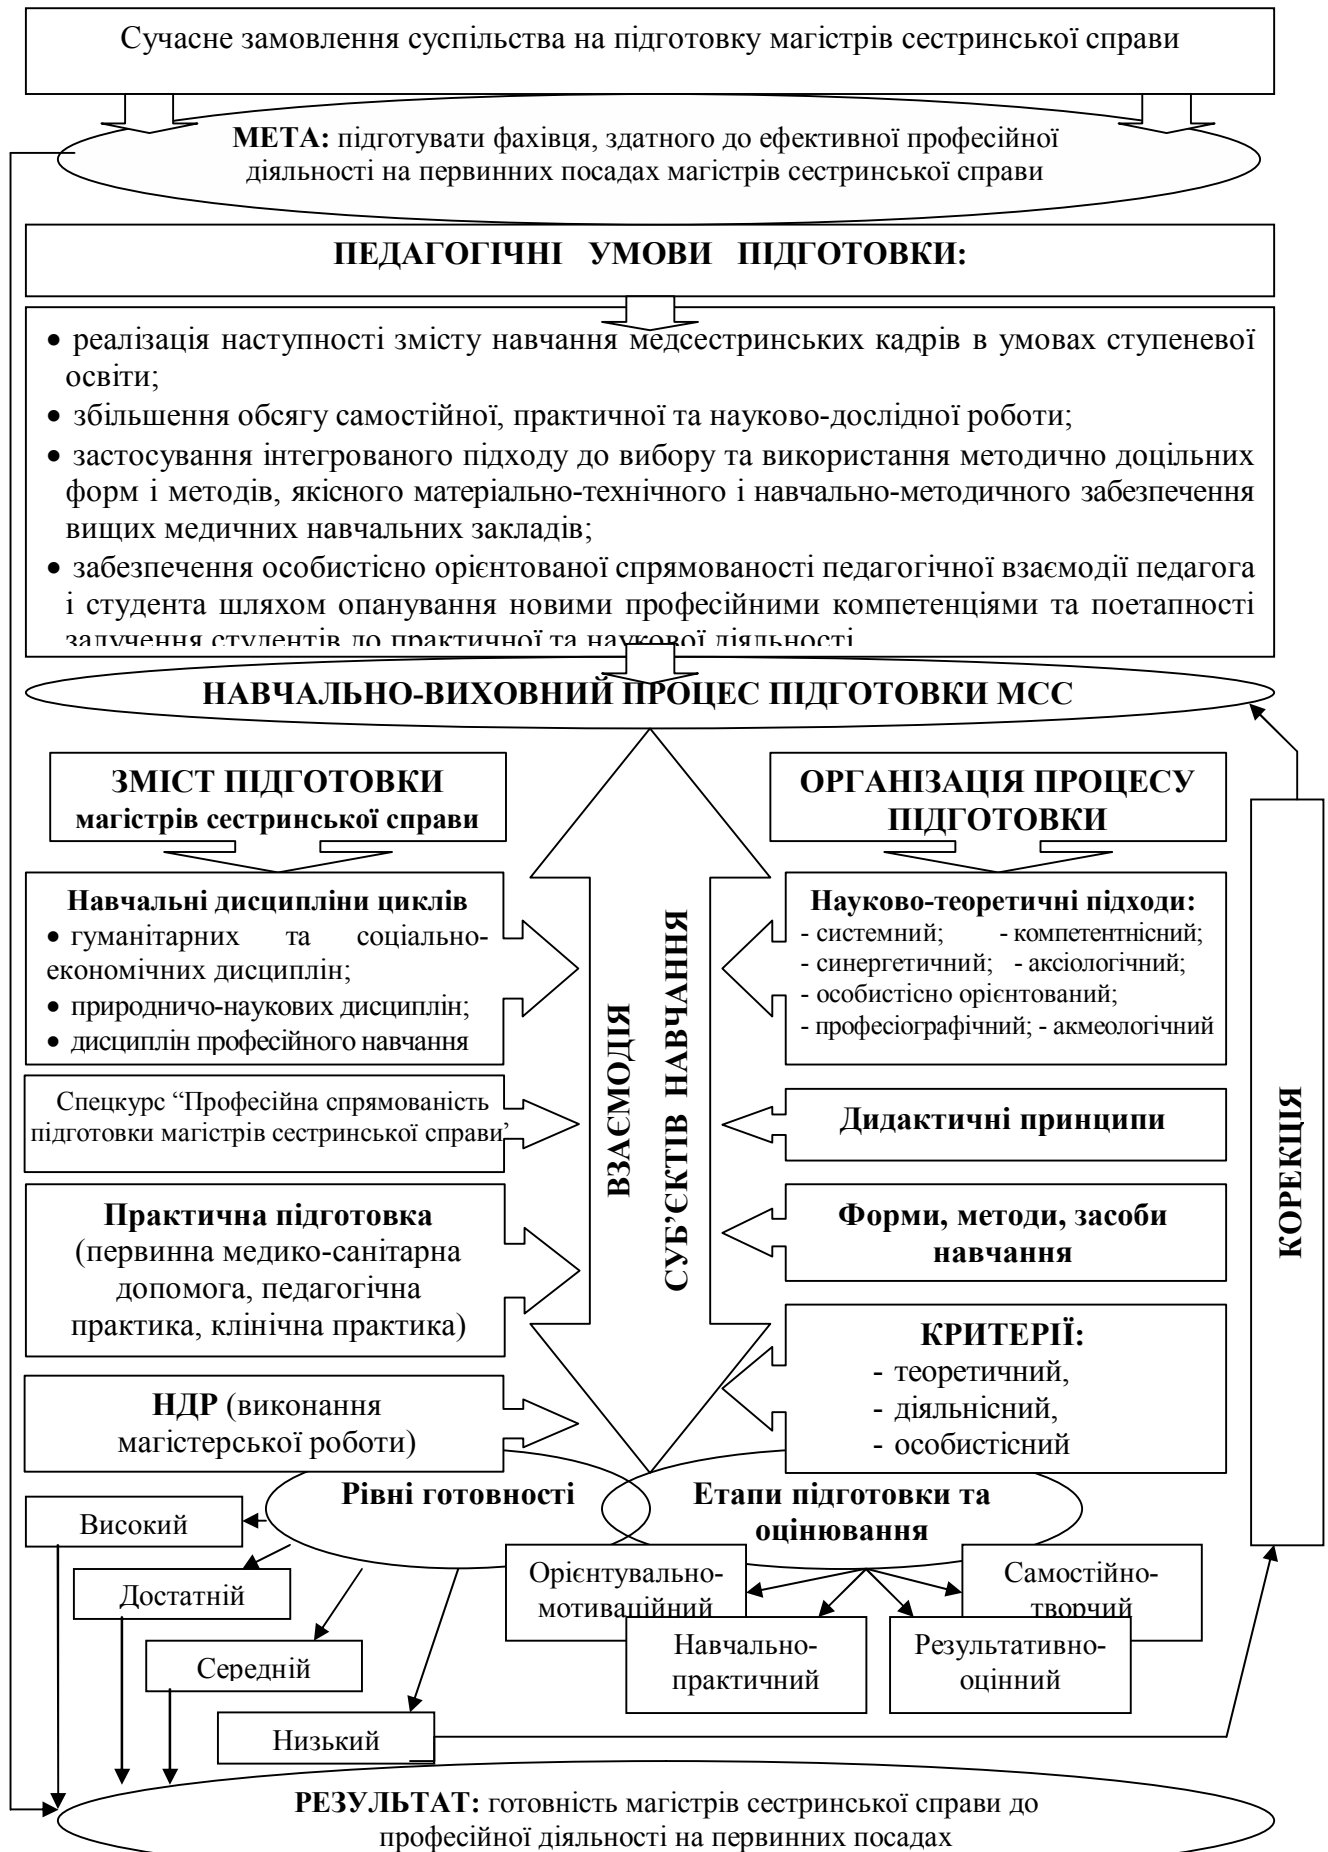 Сучасне замовлення суспільства на підготовку магістрів сестринської справи
МЕТА: підготувати фахівця, здатного до ефективної професійної
діяльності на первинних посадах магістрів сестринської справи
ПЕДАГОГІЧНІ УМОВИ ПІДГОТОВКИ:
• реалізація наступності змісту навчання медсестринських кадрів в умовах ступеневої
освіти;
• збільшення обсягу самостійної, практичної та науково-дослідної роботи;
• застосування інтегрованого підходу до вибору та використання методично доцільних
форм і методів, якісного матеріально-технічного і навчально-методичного забезпечення
вищих медичних навчальних закладів;
• забезпечення особистісно орієнтованої спрямованості педагогічної взаємодії педагога
і студента шляхом опанування новими професійними компетенціями та поетапності
залучення студентів до практичної та наукової діяльності
НАВЧАЛЬНО-ВИХОВНИЙ ПРОЦЕС ПІДГОТОВКИ МСС
ЗМІСТ ПІДГОТОВКИ
магістрів сестринської справи
Навчальні дисципліни циклів
• гуманітарних та соціально-
економічних дисциплін;
• природничо-наукових дисциплін;
• дисциплін професійного навчання
Спецкурс “Професійна спрямованість
підготовки магістрів сестринської справи’
Практична підготовка
(первинна медико-санітарна
допомога, педагогічна
практика, клінічна практика)
НДР (виконання
магістерської роботи)
ВЗАЄМОДІЯ
СУБ’ЄКТІВ НАВЧАННЯ
ОРГАНІЗАЦІЯ ПРОЦЕСУ
ПІДГОТОВКИ
Науково-теоретичні підходи:
- системний; - компетентнісний;
- синергетичний; - аксіологічний;
- особистісно орієнтований;
- професіографічний; - акмеологічний
Дидактичні принципи
Форми, методи, засоби
навчання
КРИТЕРІЇ:
- теоретичний,
- діяльнісний,
- особистісний
КОРЕКЦІЯ
Рівні готовності
Високий
Достатній
Середній
Низький
Етапи підготовки та
оцінювання
Орієнтувально-
мотиваційний
Навчально-
практичний
Результативно-
оцінний
Самостійно-
творчий
РЕЗУЛЬТАТ: готовність магістрів сестринської справи до
професійної діяльності на первинних посадах